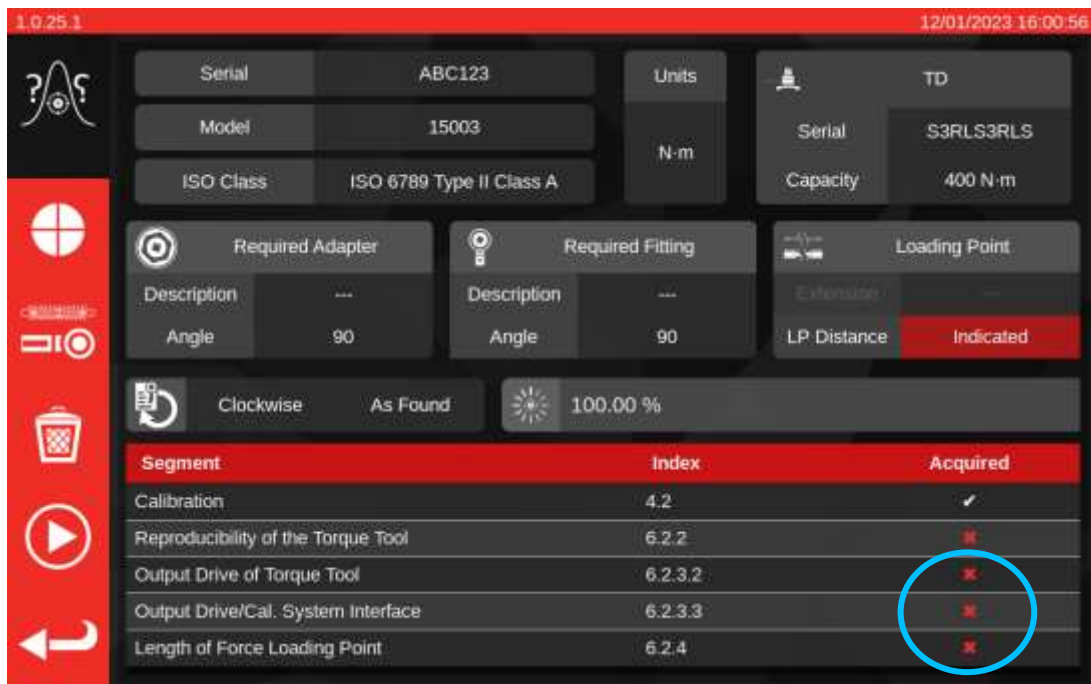 1.0.25.1 12/01/2023 16:00:56
Serial ABC123 Units TD
Model 15003 N·m Serial S3RLS3RLS
ISO Class ISO 6789 Type II Class A Capacity 400 N·m
Required Adapter Required Fitting Loading Point
Description --- Description --- Extension ---
Angle 90 Angle 90 LP Distance Indicated
Clockwise As Found 100.00 %
Segment Index Acquired
Calibration 4.2 ✔
Reproducibility of the Torque Tool 6.2.2 ✖
Output Drive of Torque Tool 6.2.3.2 ✖
Output Drive/Cal. System Interface 6.2.3.3 ✖
Length of Force Loading Point 6.2.4 ✖